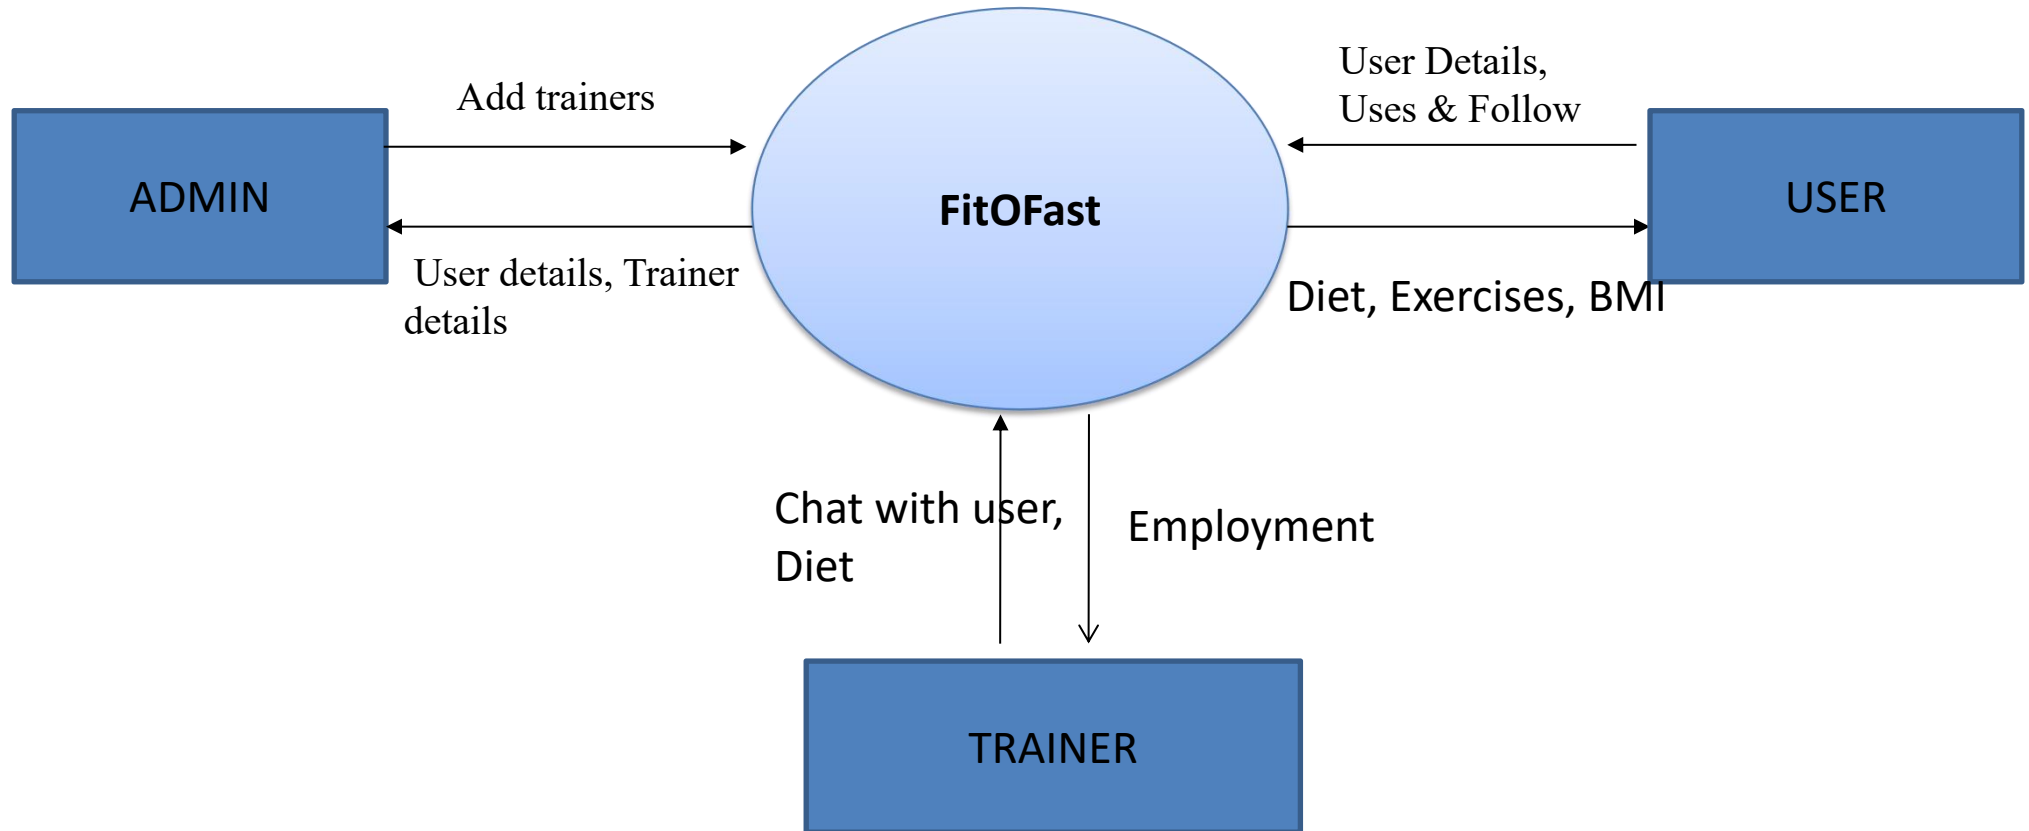 Add trainers
User Details,
Uses & Follow
ADMIN
FitOFast
USER
User details, Trainer
details
Diet, Exercises, BMI
Chat with user,
Diet
Employment
TRAINER